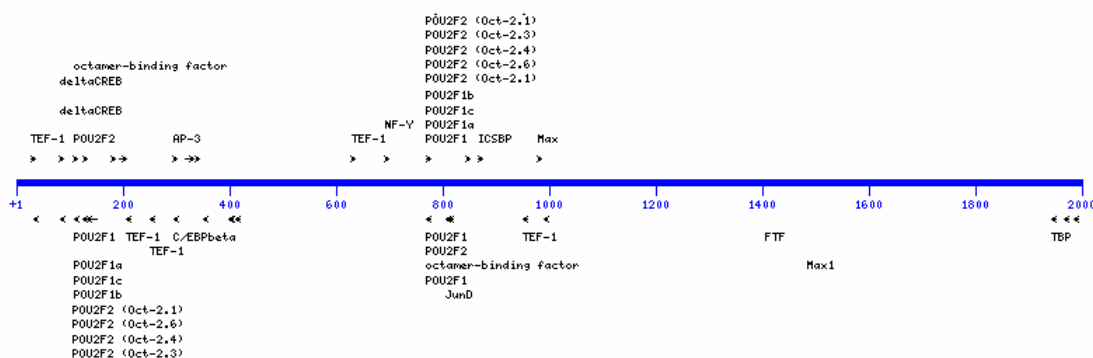 POU2F2 (Oct-2.1)
POU2F2 (Oct-2.3)
POU2F2 (Oct-2.4)
octamer-binding factor POU2F2 (Oct-2.6)
deltaCREB POU2F2 (Oct-2.1)
POU2F1b
deltaCREB POU2F1c
NF-Y POU2F1a
TEF-1 POU2F2 AP-3 TEF-1 POU2F1 ICSBP Max
+1 200 400 600 800 1000 1200 1400 1600 1800 2000
POU2F1 TEF-1 C/EBPbeta POU2F1 TEF-1 FTF TBP
TEF-1 POU2F2
POU2F1a octamer-binding factor Max1
POU2F1c POU2F1
POU2F1b JunD
POU2F2 (Oct-2.1)
POU2F2 (Oct-2.6)
POU2F2 (Oct-2.4)
POU2F2 (Oct-2.3)